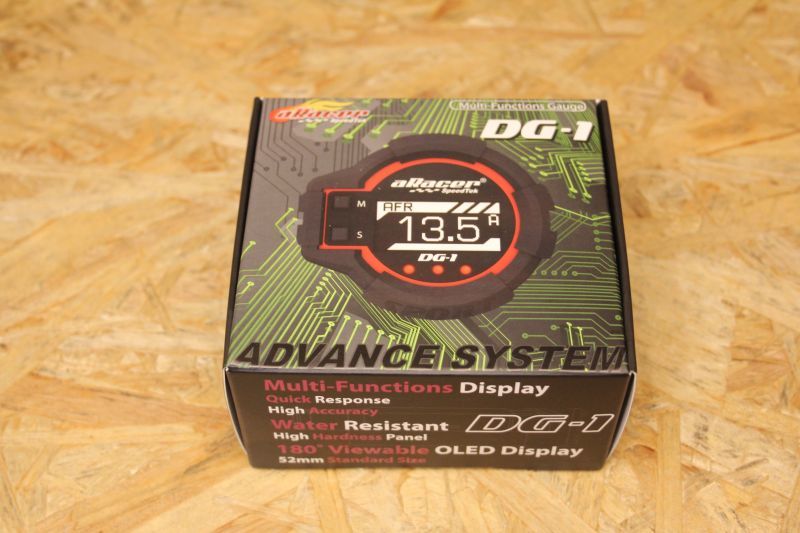 aRacer
SpeedTek
Multi-Functions Gauge
DG-1
aRacer®
SpeedTek
M
AFR
13.5 A
S
DG-1
ADVANCE SYSTEM
Multi-Functions Display
Quick Response
High Accuracy
Water Resistant
DG-1
High Hardness Panel
180° Viewable OLED Display
52mm Standard Size